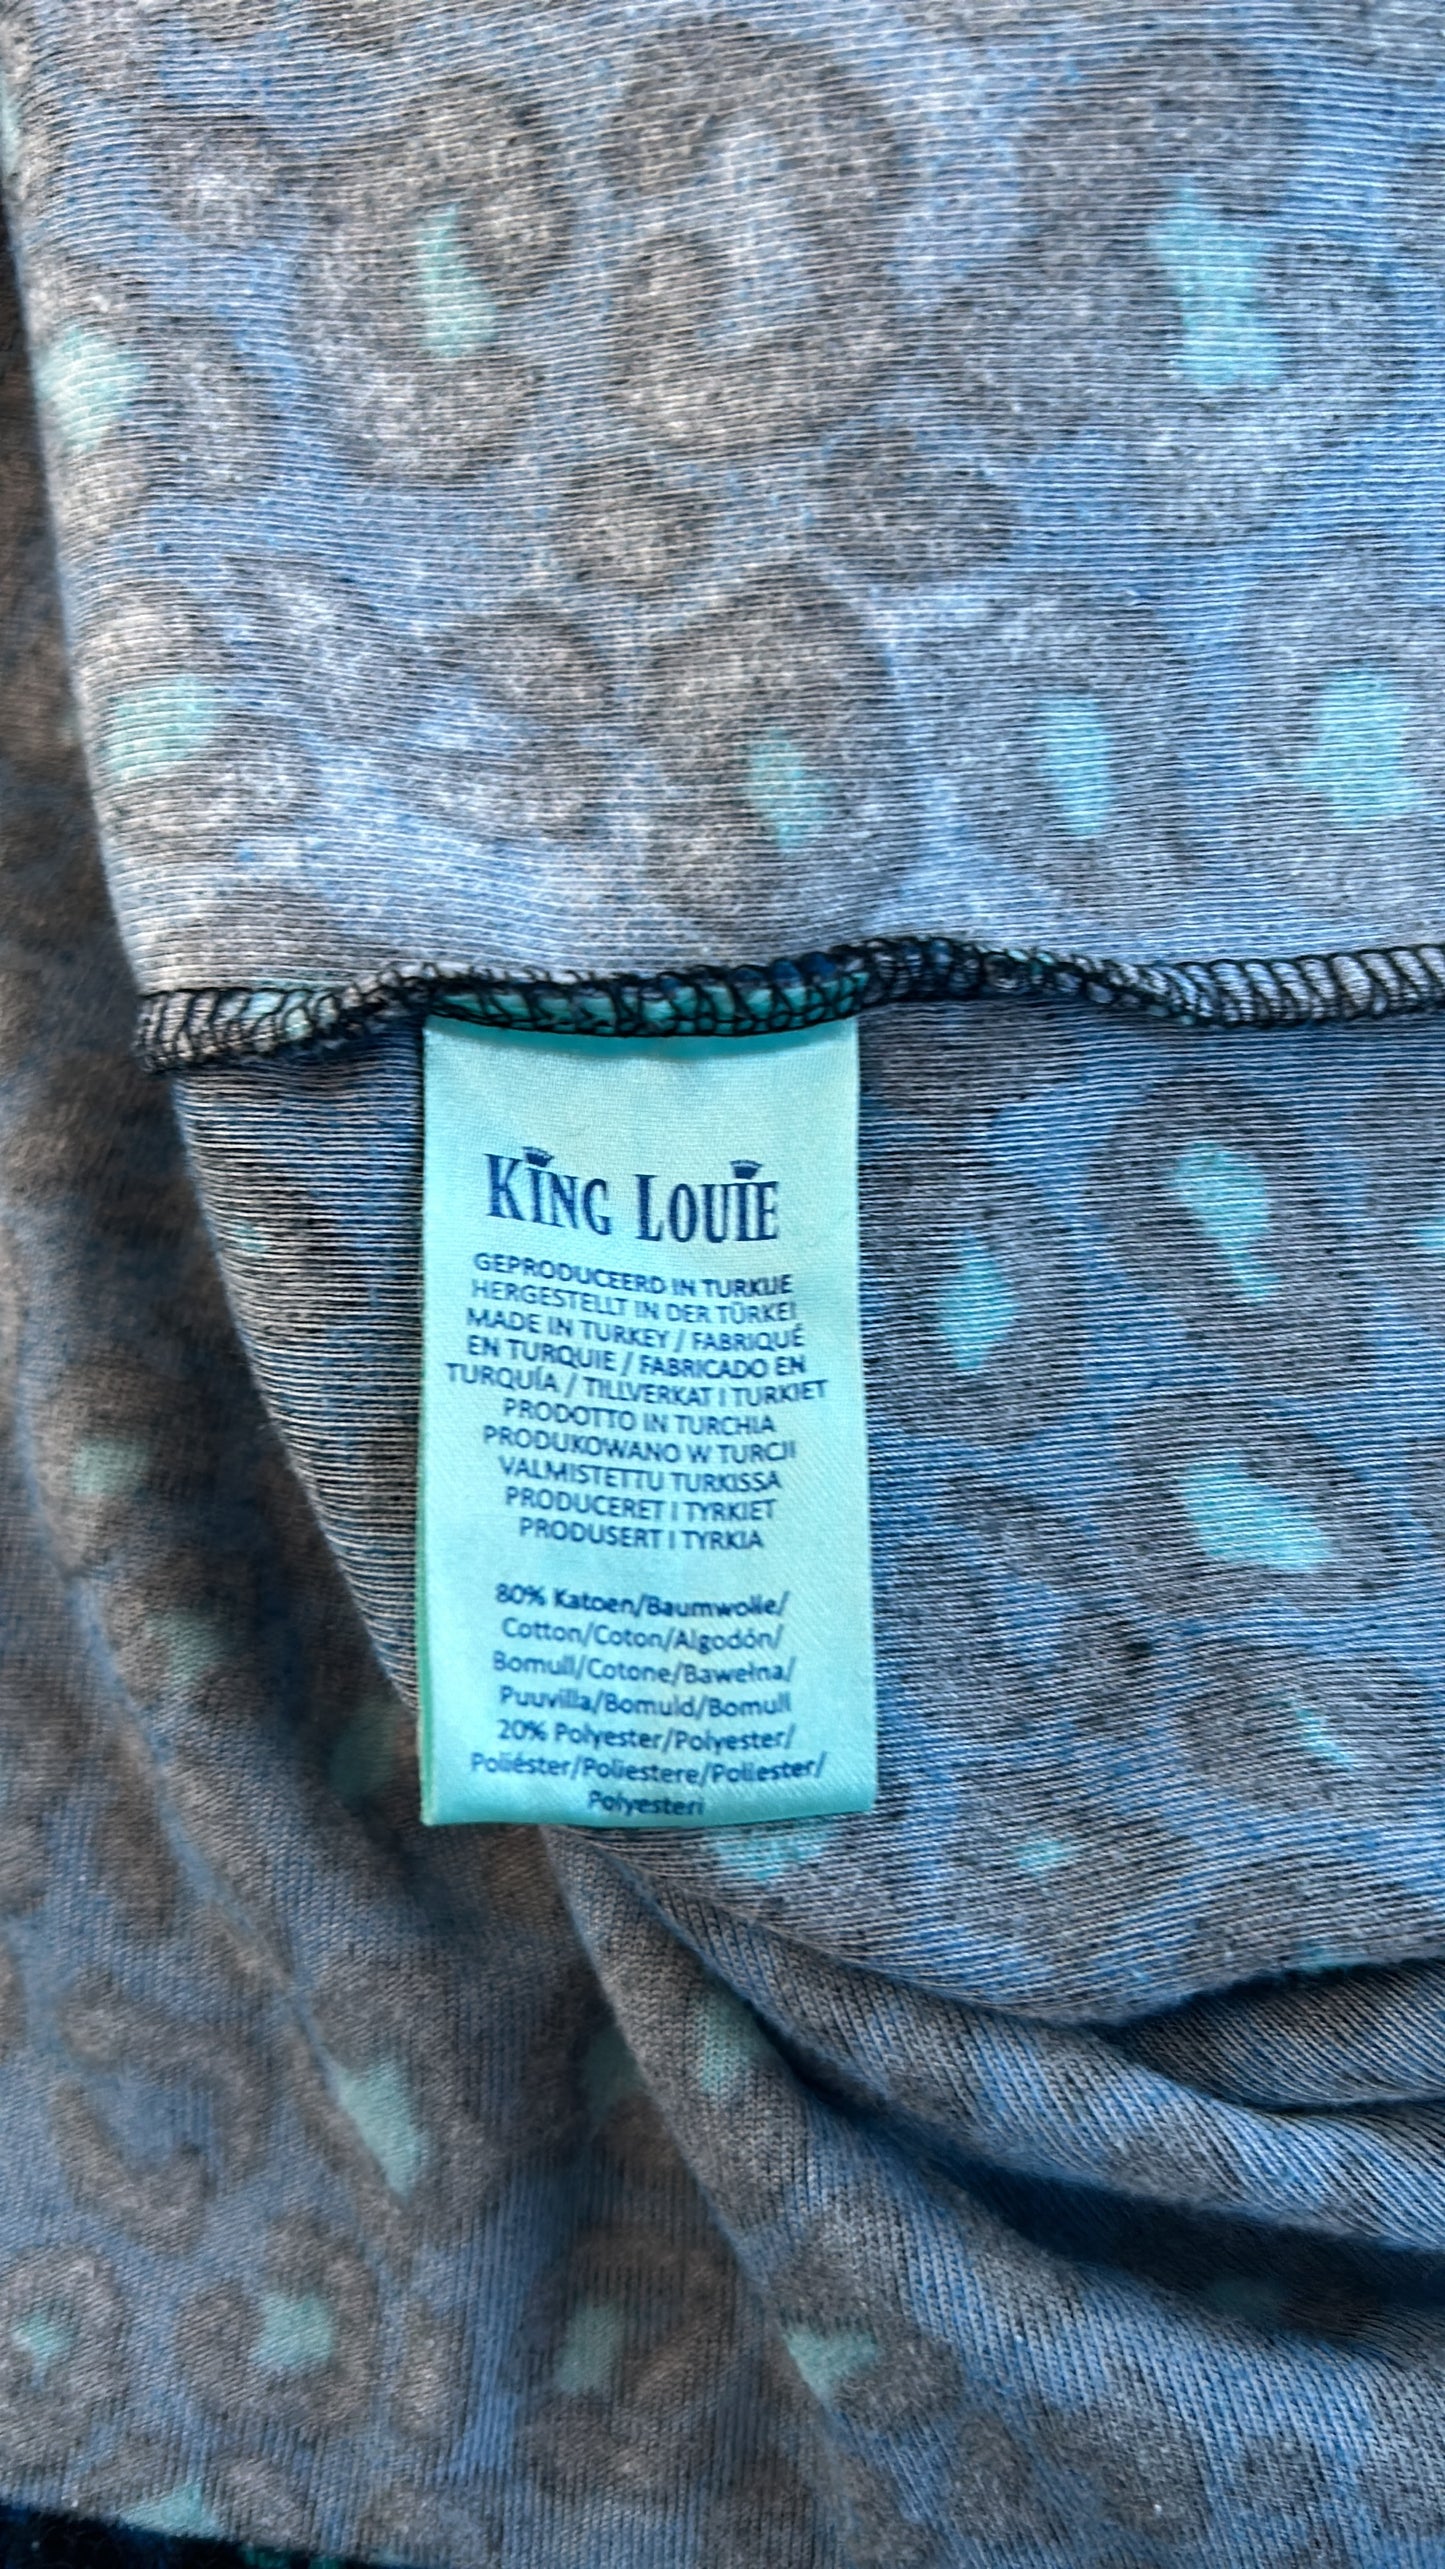 KING LOUIE
GEPRODUCEERD IN TURKIJE
HERGESTELLT IN DER TÜRKEI
MADE IN TURKEY / FABRIQUÉ
EN TURQUIE / FABRICADO EN
TURQUÍA / TILLVERKAT I TURKIET
PRODOTTO IN TURCHIA
PRODUKOWANO W TURCJI
VALMISTETTU TURKISSA
PRODUCERET I TYRKIET
PRODUSERT I TYRKIA
80% Katoen/Baumwolle/
Cotton/Coton/Algodón/
Bomull/Cotone/Bawełna/
Puuvilla/Bomuld/Bomull
20% Polyester/Polyester/
Poliéster/Poliestere/Poliester/
Polyesteri